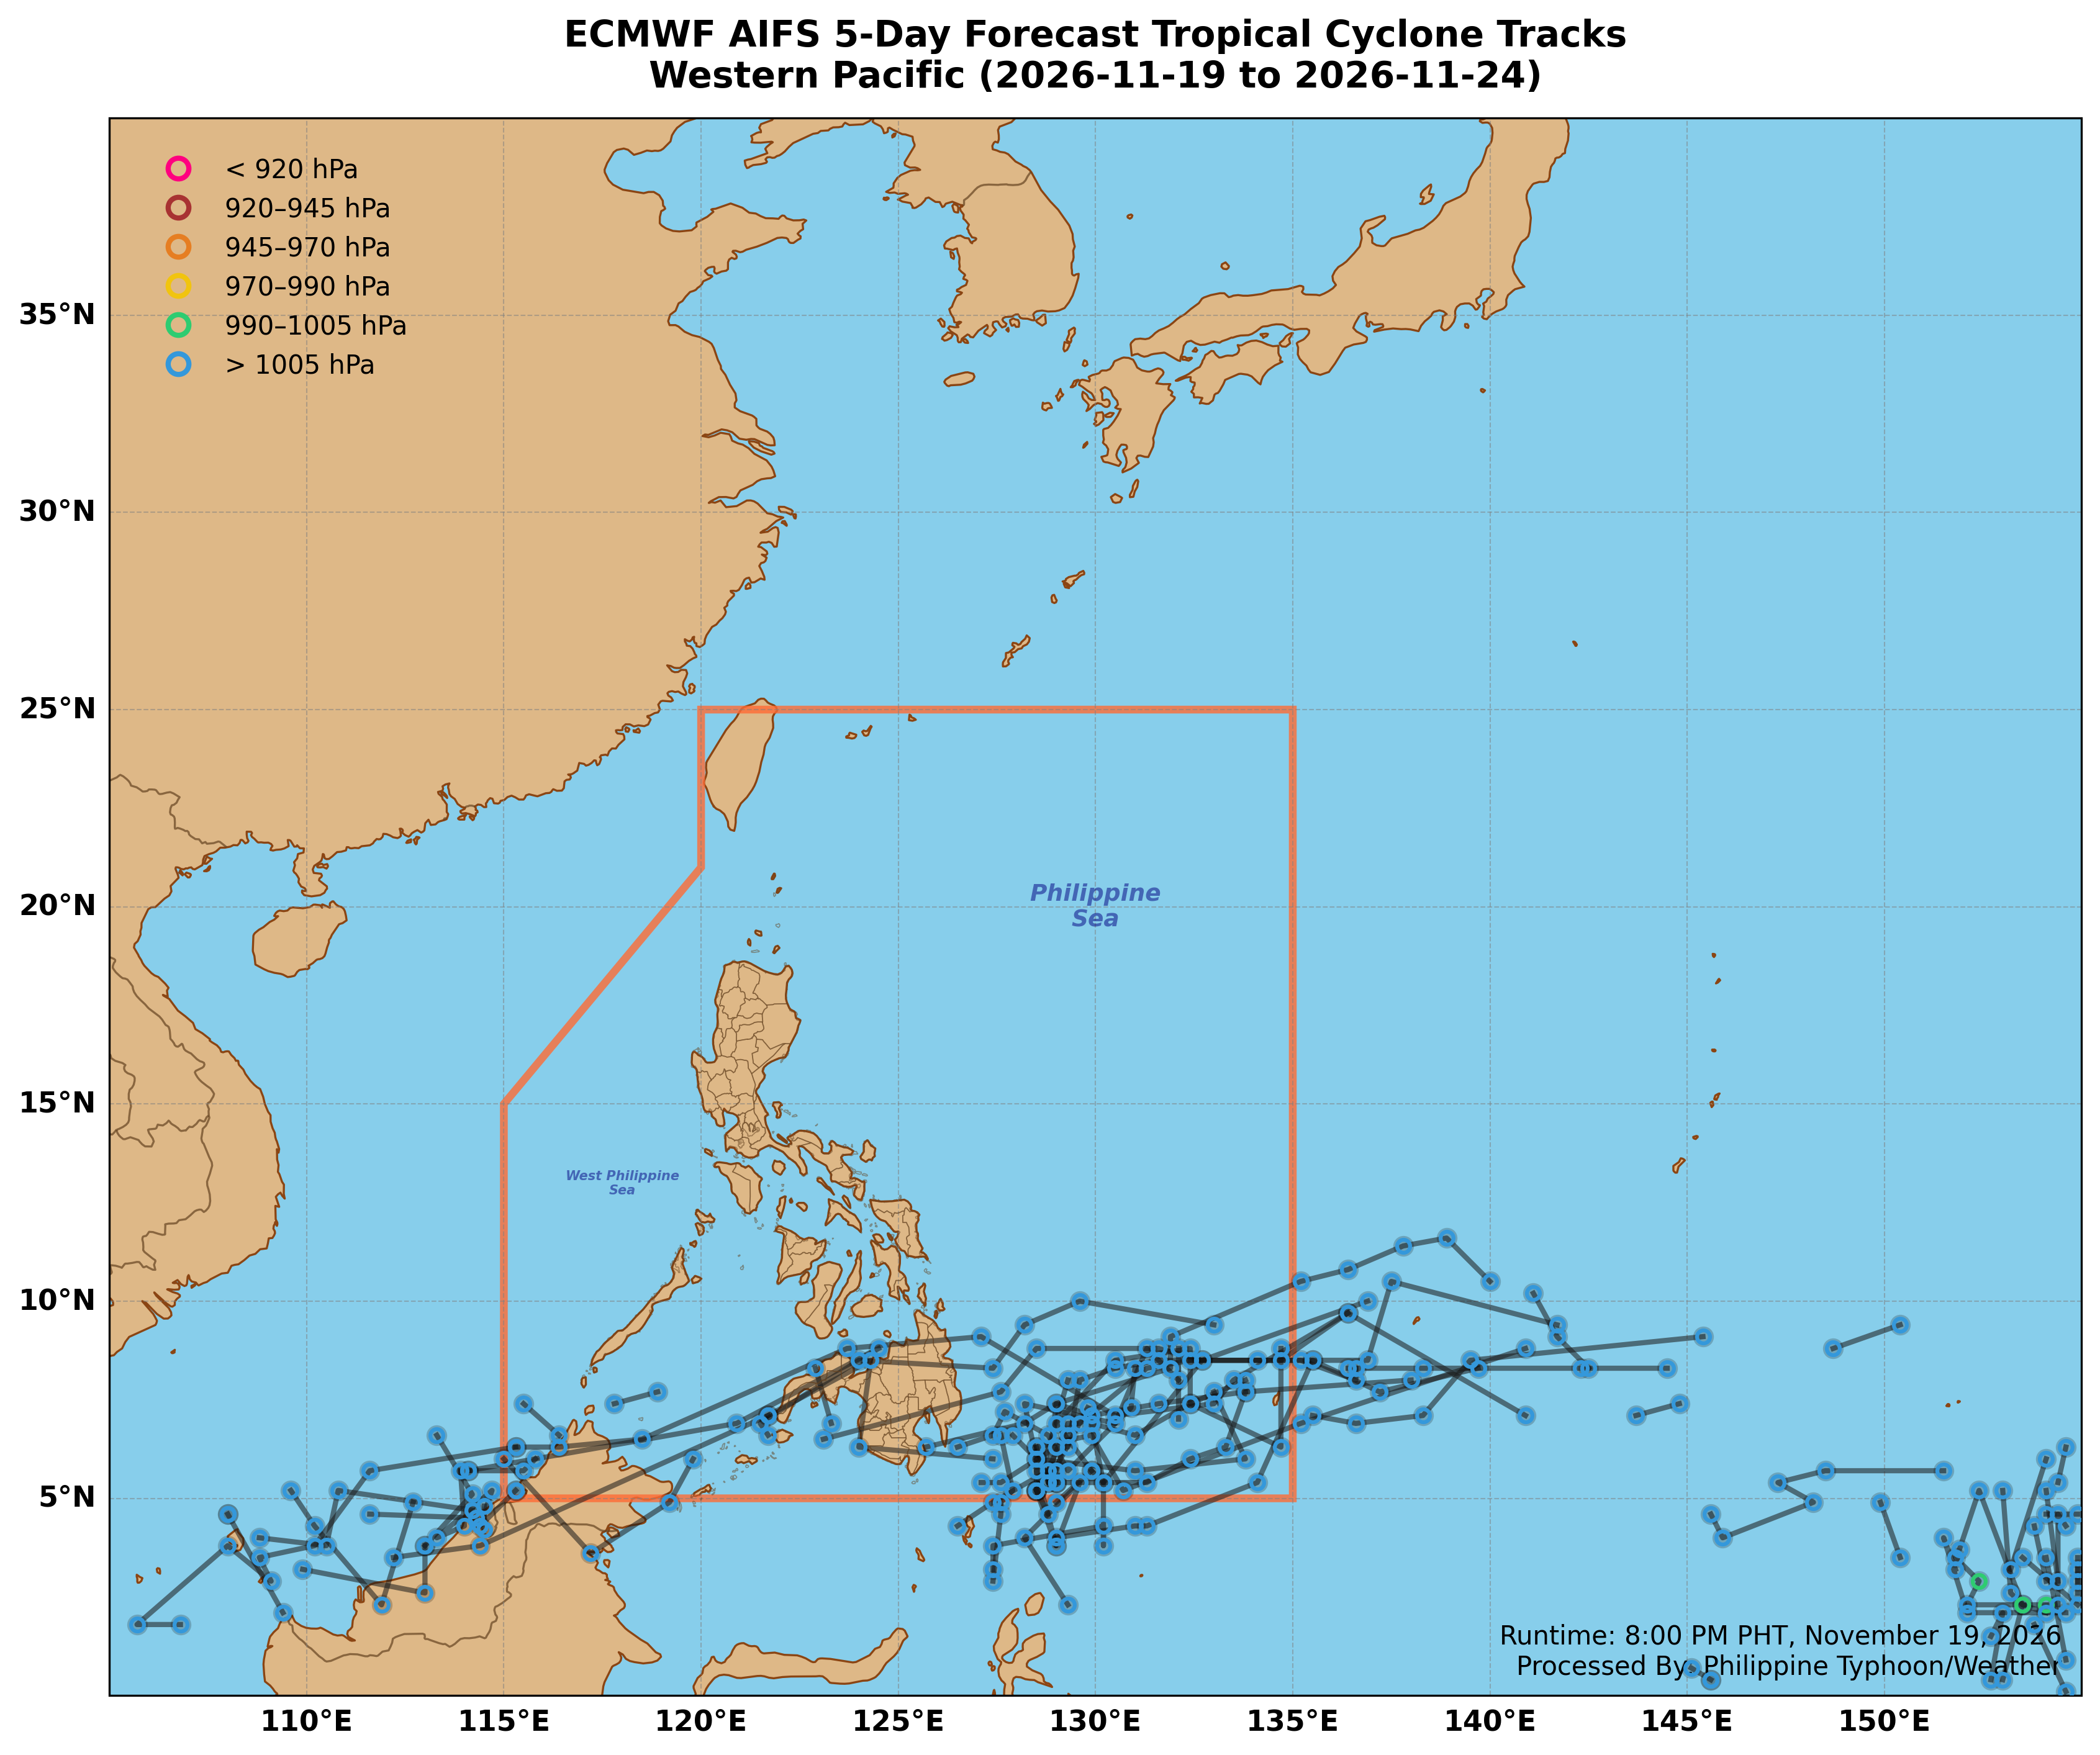 ECMWF AIFS 5-Day Forecast Tropical Cyclone Tracks
Western Pacific (2026-11-19 to 2026-11-24)
< 920 hPa
920–945 hPa
945–970 hPa
970–990 hPa
990–1005 hPa
> 1005 hPa
35°N
30°N
25°N
20°N
15°N
10°N
5°N
Philippine
Sea
West Philippine
Sea
Runtime: 8:00 PM PHT, November 19, 2026
Processed By: Philippine Typhoon/Weather
110°E
115°E
120°E
125°E
130°E
135°E
140°E
145°E
150°E